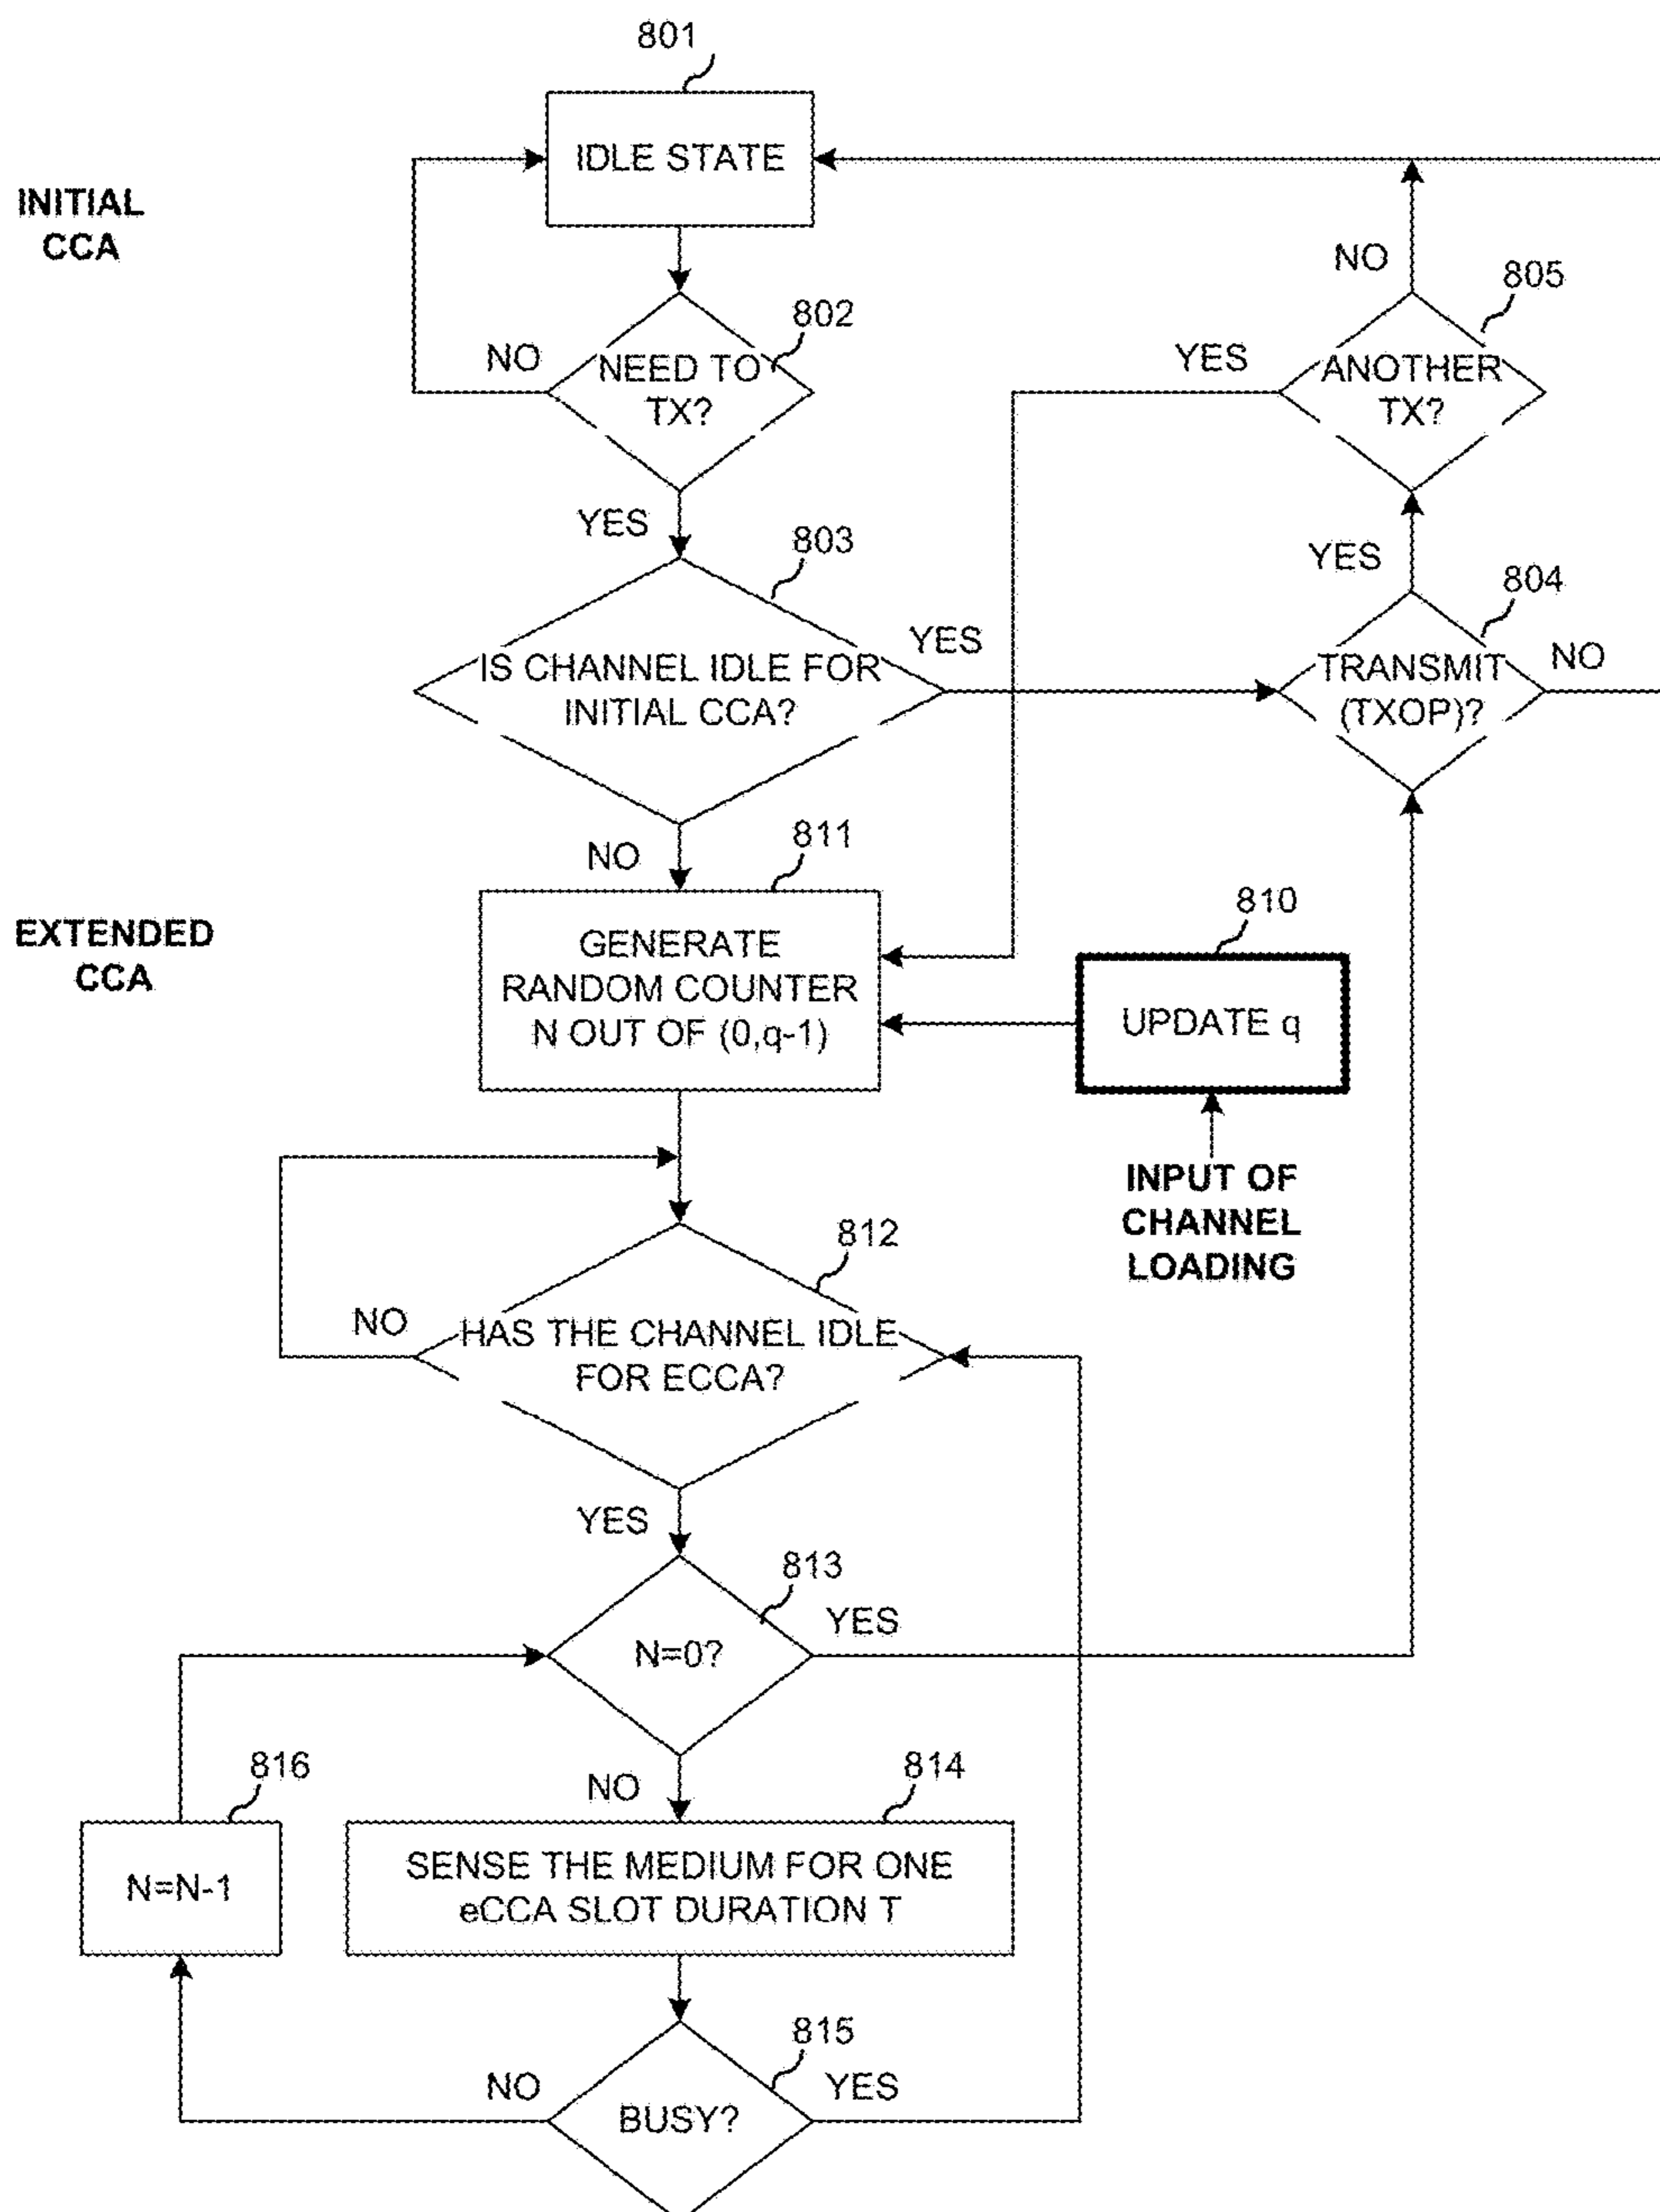 801
IDLE STATE
INITIAL
CCA
NO
805
802
NO
NEED TO
TX?
YES
ANOTHER
TX?
YES
803
YES
804
IS CHANNEL IDLE FOR
INITIAL CCA?
YES
TRANSMIT
(TXOP)?
NO
NO
811
EXTENDED
CCA
GENERATE
RANDOM COUNTER
N OUT OF (0,q-1)
810
UPDATE q
INPUT OF
CHANNEL
LOADING
812
NO
HAS THE CHANNEL IDLE
FOR ECCA?
YES
813
N=0?
YES
NO
816
814
N=N-1
SENSE THE MEDIUM FOR ONE
eCCA SLOT DURATION T
815
NO
BUSY?
YES